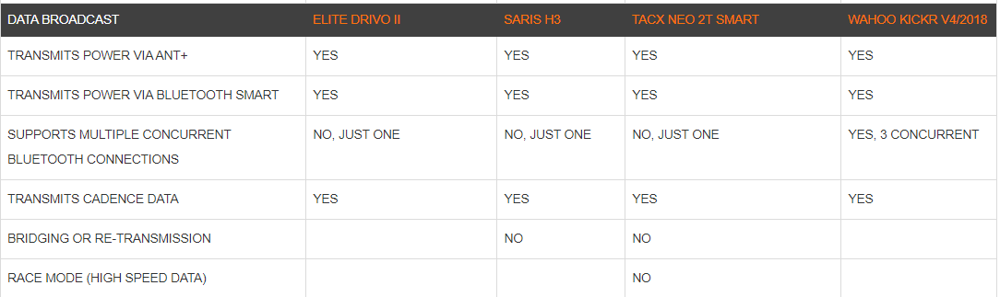 DATA BROADCAST ELITE DRIVO II SARIS H3 TACX NEO 2T SMART WAHOO KICKR V4/2018
TRANSMITS POWER VIA ANT+ YES YES YES YES
TRANSMITS POWER VIA BLUETOOTH SMART YES YES YES YES
SUPPORTS MULTIPLE CONCURRENT NO, JUST ONE NO, JUST ONE NO, JUST ONE YES, 3 CONCURRENT
BLUETOOTH CONNECTIONS
TRANSMITS CADENCE DATA YES YES YES YES
BRIDGING OR RE-TRANSMISSION NO NO
RACE MODE (HIGH SPEED DATA) NO